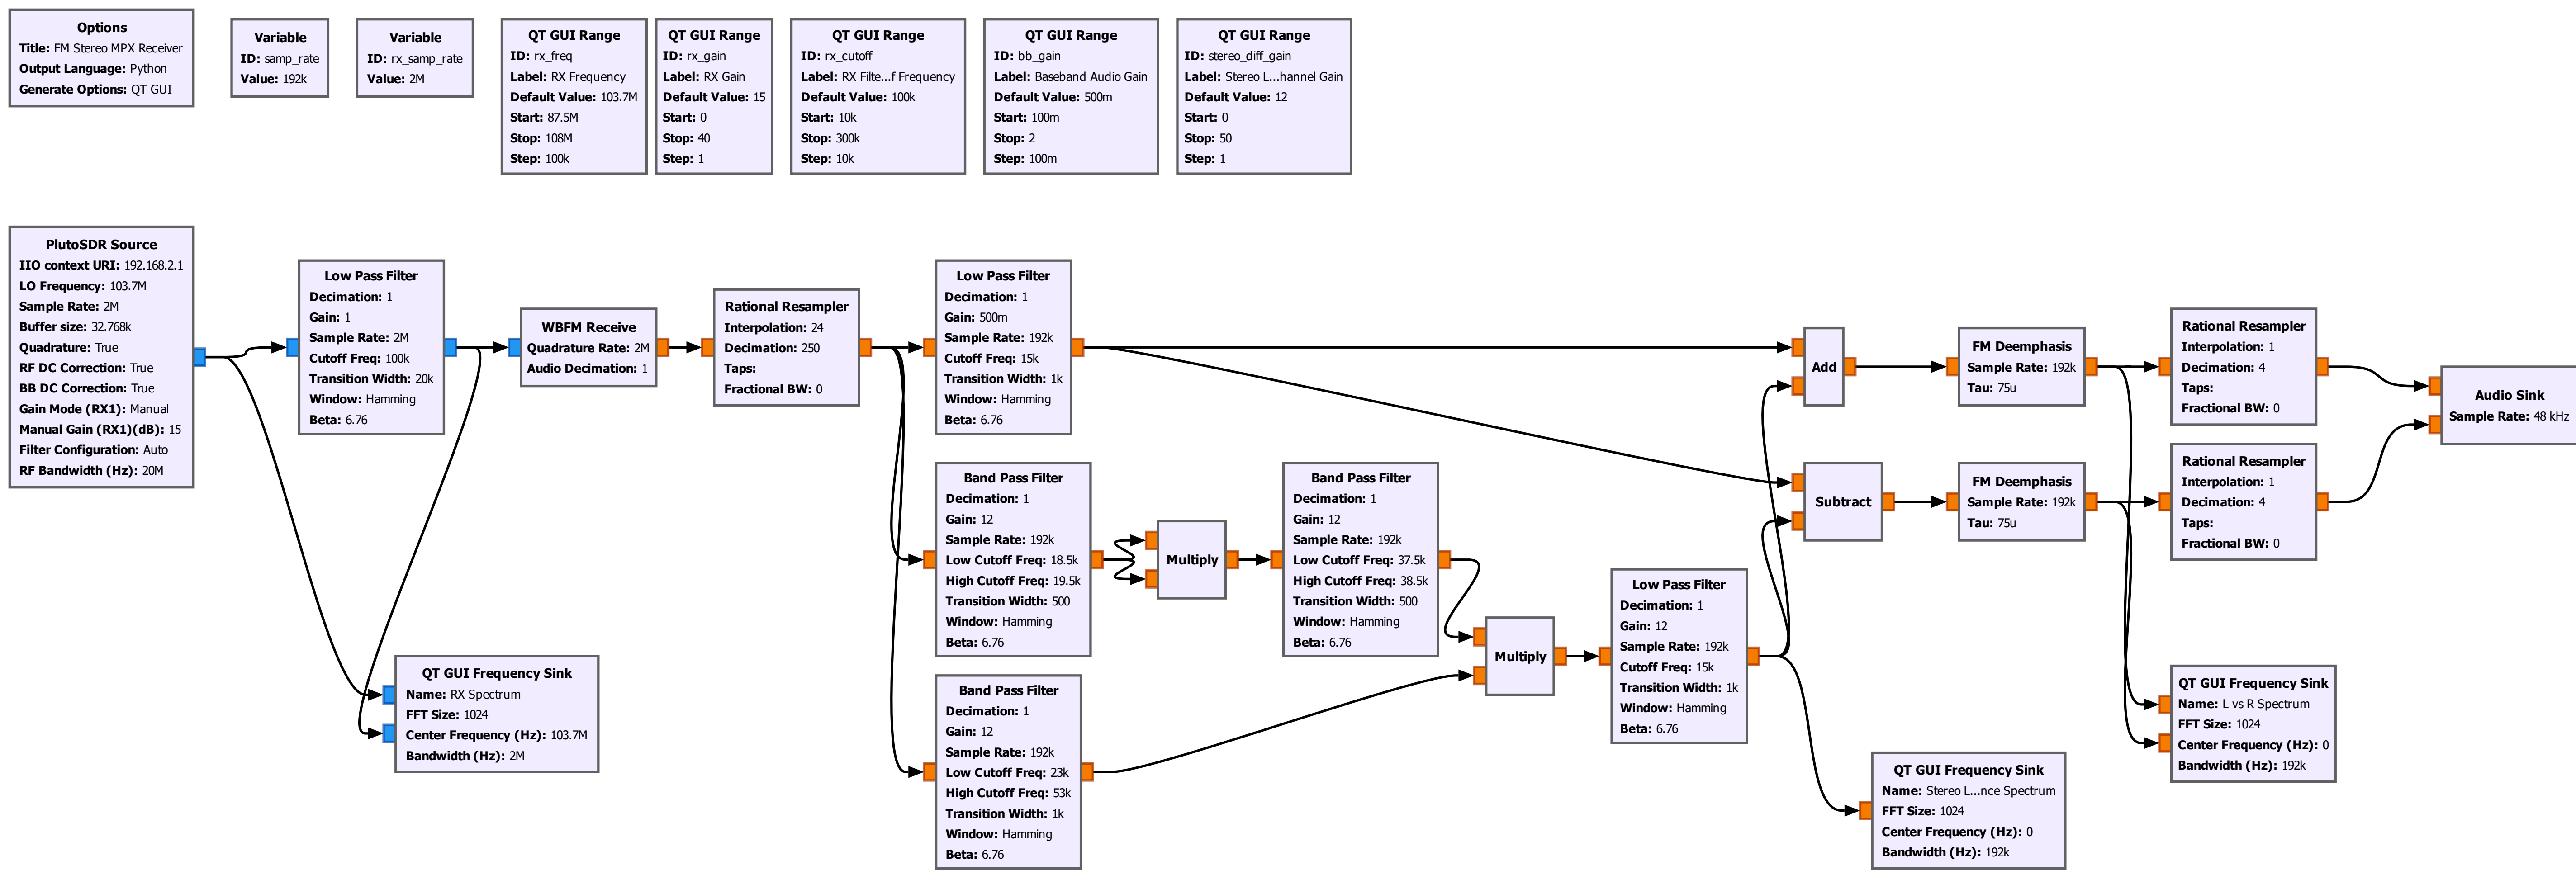 Options
Title: FM Stereo MPX Receiver
Output Language: Python
Generate Options: QT GUI
Variable
ID: samp_rate
Value: 192k
Variable
ID: rx_samp_rate
Value: 2M
QT GUI Range
ID: rx_freq
Label: RX Frequency
Default Value: 103.7M
Start: 87.5M
Stop: 108M
Step: 100k
QT GUI Range
ID: rx_gain
Label: RX Gain
Default Value: 15
Start: 0
Stop: 40
Step: 1
QT GUI Range
ID: rx_cutoff
Label: RX Filte...f Frequency
Default Value: 100k
Start: 10k
Stop: 300k
Step: 10k
QT GUI Range
ID: bb_gain
Label: Baseband Audio Gain
Default Value: 500m
Start: 100m
Stop: 2
Step: 100m
QT GUI Range
ID: stereo_diff_gain
Label: Stereo L...hannel Gain
Default Value: 12
Start: 0
Stop: 50
Step: 1
PlutoSDR Source
IIO context URI: 192.168.2.1
LO Frequency: 103.7M
Sample Rate: 2M
Buffer size: 32.768k
Quadrature: True
RF DC Correction: True
BB DC Correction: True
Gain Mode (RX1): Manual
Manual Gain (RX1)(dB): 15
Filter Configuration: Auto
RF Bandwidth (Hz): 20M
Low Pass Filter
Decimation: 1
Gain: 1
Sample Rate: 2M
Cutoff Freq: 100k
Transition Width: 20k
Window: Hamming
Beta: 6.76
WBFM Receive
Quadrature Rate: 2M
Audio Decimation: 1
Rational Resampler
Interpolation: 24
Decimation: 250
Taps:
Fractional BW: 0
Low Pass Filter
Decimation: 1
Gain: 500m
Sample Rate: 192k
Cutoff Freq: 15k
Transition Width: 1k
Window: Hamming
Beta: 6.76
Add
FM Deemphasis
Sample Rate: 192k
Tau: 75u
Rational Resampler
Interpolation: 1
Decimation: 4
Taps:
Fractional BW: 0
Audio Sink
Sample Rate: 48 kHz
Band Pass Filter
Decimation: 1
Gain: 12
Sample Rate: 192k
Low Cutoff Freq: 18.5k
High Cutoff Freq: 19.5k
Transition Width: 500
Window: Hamming
Beta: 6.76
Multiply
Band Pass Filter
Decimation: 1
Gain: 12
Sample Rate: 192k
Low Cutoff Freq: 37.5k
High Cutoff Freq: 38.5k
Transition Width: 500
Window: Hamming
Beta: 6.76
Subtract
FM Deemphasis
Sample Rate: 192k
Tau: 75u
Rational Resampler
Interpolation: 1
Decimation: 4
Taps:
Fractional BW: 0
Multiply
Low Pass Filter
Decimation: 1
Gain: 12
Sample Rate: 192k
Cutoff Freq: 15k
Transition Width: 1k
Window: Hamming
Beta: 6.76
QT GUI Frequency Sink
Name: RX Spectrum
FFT Size: 1024
Center Frequency (Hz): 103.7M
Bandwidth (Hz): 2M
Band Pass Filter
Decimation: 1
Gain: 12
Sample Rate: 192k
Low Cutoff Freq: 23k
High Cutoff Freq: 53k
Transition Width: 1k
Window: Hamming
Beta: 6.76
QT GUI Frequency Sink
Name: L vs R Spectrum
FFT Size: 1024
Center Frequency (Hz): 0
Bandwidth (Hz): 192k
QT GUI Frequency Sink
Name: Stereo L...nce Spectrum
FFT Size: 1024
Center Frequency (Hz): 0
Bandwidth (Hz): 192k